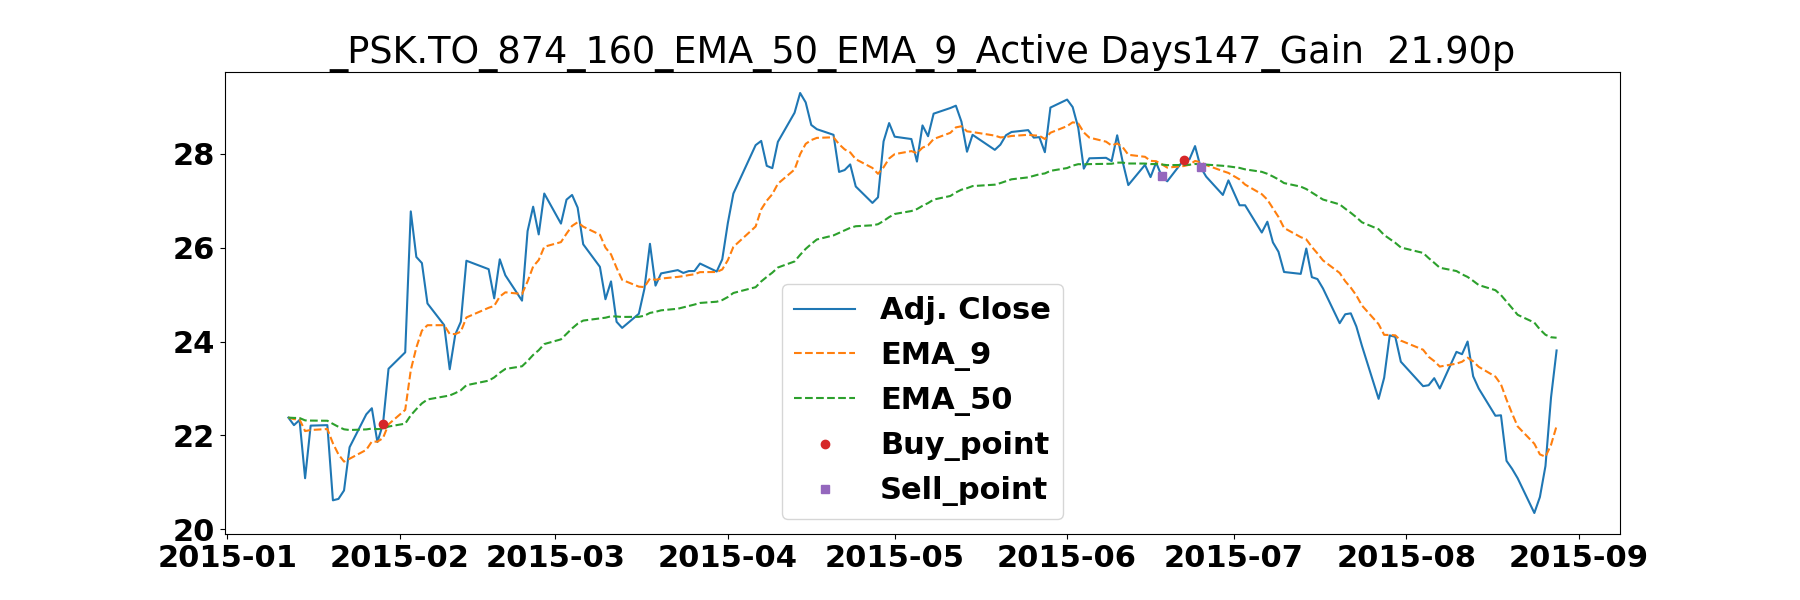 _PSK.TO_874_160_EMA_50_EMA_9_Active Days147_Gain  21.90p
28
26
24
22
20
Adj. Close
EMA_9
EMA_50
Buy_point
Sell_point
2015-01 2015-02 2015-03 2015-04 2015-05 2015-06 2015-07 2015-08 2015-09